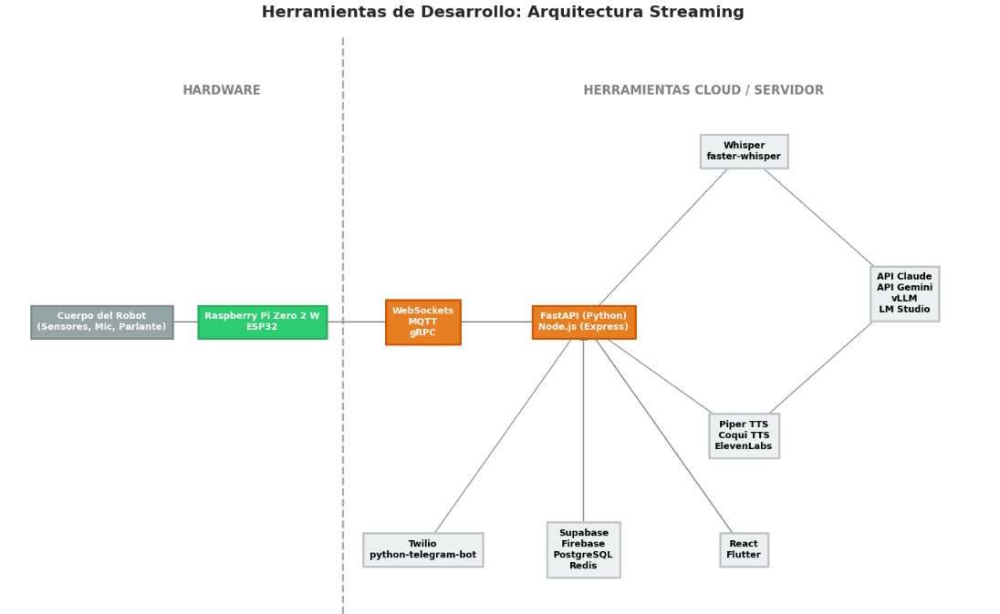 Herramientas de Desarrollo: Arquitectura Streaming
HARDWARE
HERRAMIENTAS CLOUD / SERVIDOR
Whisper
faster-whisper
API Claude
API Gemini
vLLM
LM Studio
Cuerpo del Robot
(Sensores, Mic, Parlante)
Raspberry Pi Zero 2 W
ESP32
WebSockets
MQTT
gRPC
FastAPI (Python)
Node.js (Express)
Piper TTS
Coqui TTS
ElevenLabs
Twilio
python-telegram-bot
Supabase
Firebase
PostgreSQL
Redis
React
Flutter